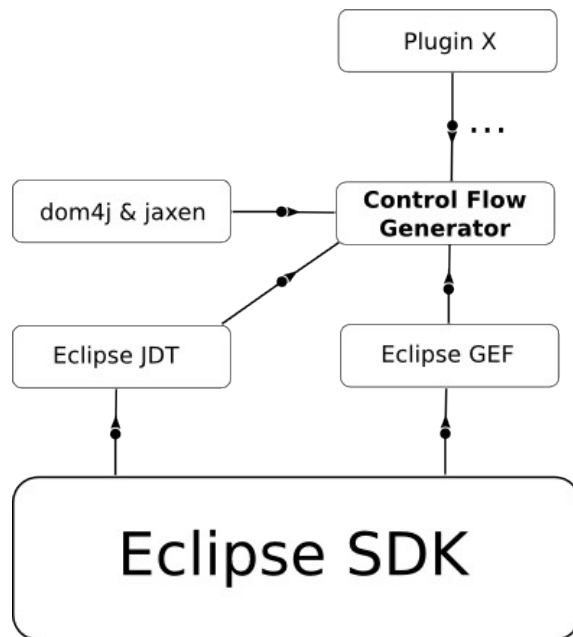 Plugin X
...
dom4j & jaxen
Control Flow
Generator
Eclipse JDT
Eclipse GEF
Eclipse SDK